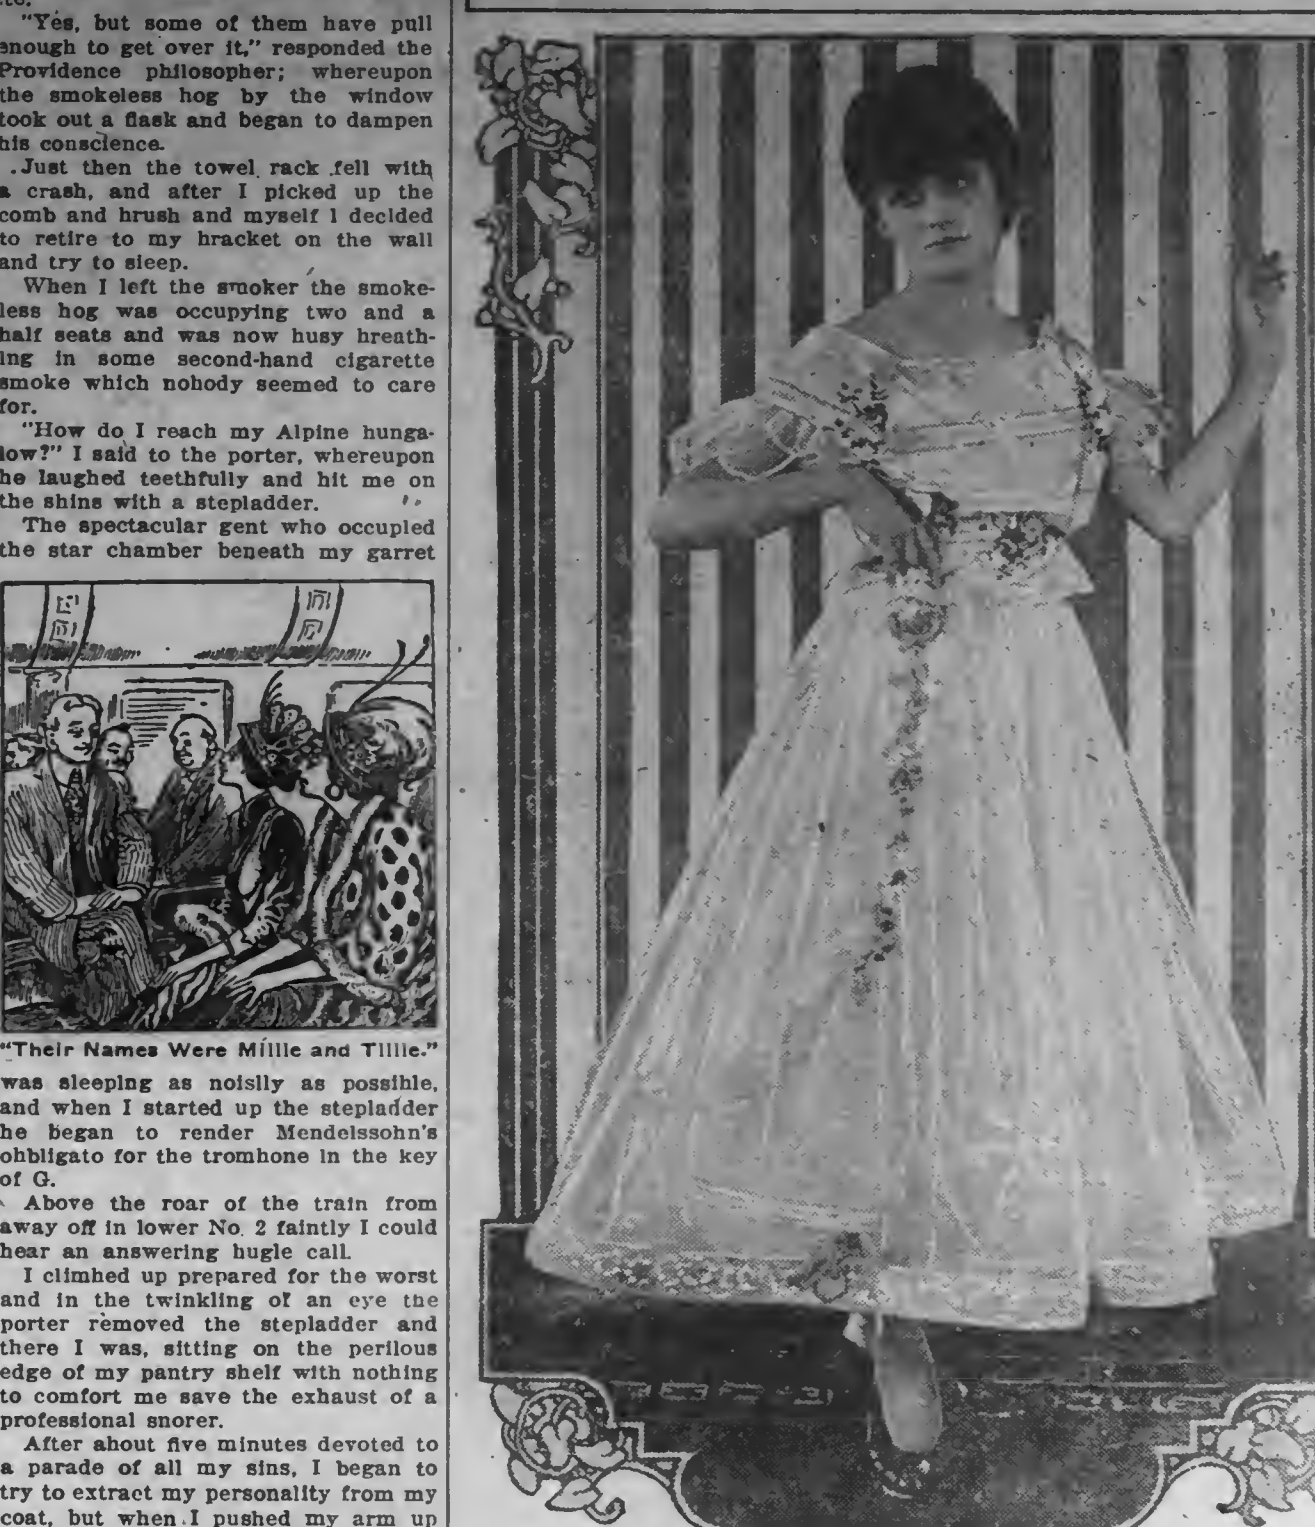 "Yes, but some of them have pull
enough to get over it," responded the
Providence philosopher; whereupon
the smokeless hog by the window
took out a flask and began to dampen
his conscience.
Just then the towel rack fell with
a crash, and after I picked up the
comb and brush and myself I decided
to retire to my bracket on the wall
and try to sleep.
When I left the smoker the smoke-
less hog was occupying two and a
half seats and was now busy breath-
ing in some second-hand cigarette
smoke which nobody seemed to care
for.
"How do I reach my Alpine bunga-
low?" I said to the porter, whereupon
he laughed teethfully and hit me on
the shins with a stepladder.
The spectacular gent who occupied
the star chamber beneath my garret
"Their Names Were Millie and Tillie."
was sleeping as noisily as possible,
and when I started up the stepladder
he began to render Mendelssohn's
obbligato for the trombone in the key
of G.
Above the roar of the train from
away off in lower No. 2 faintly I could
hear an answering bugle call.
I climbed up prepared for the worst
and in the twinkling of an eye the
porter removed the stepladder and
there I was, sitting on the perilous
edge of my pantry shelf with nothing
to comfort me save the exhaust of a
professional snorer.
After about five minutes devoted to
a parade of all my sins, I began to
try to extract my personality from my
coat, but when I pushed my arm up